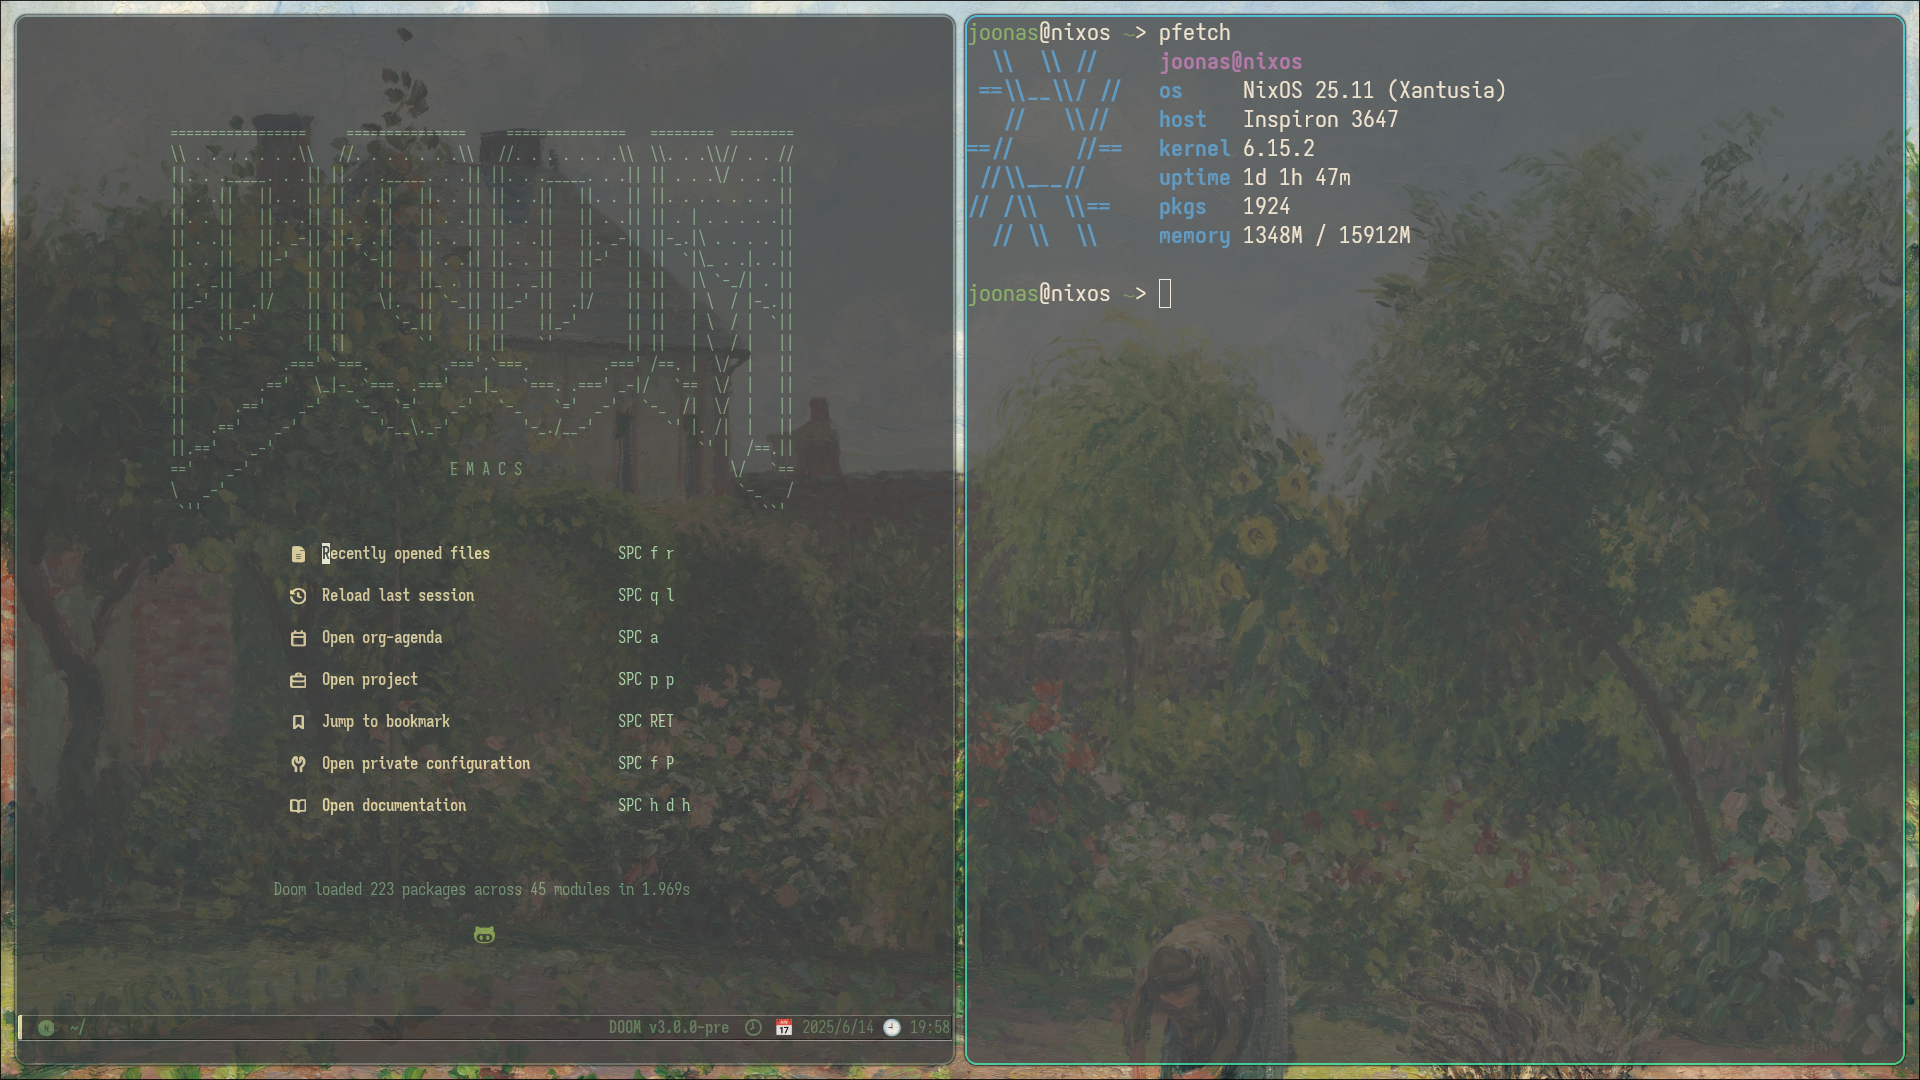 EMACS
Recently opened files SPC f r
Reload last session SPC q l
Open org-agenda SPC a
Open project SPC p p
Jump to bookmark SPC RET
Open private configuration SPC f P
Open documentation SPC h d h
Doom loaded 223 packages across 45 modules in 1.969s
N ~/ DOOM v3.0.0-pre 17 2025/6/14 19:58
joonas@nixos ~> pfetch
joonas@nixos
os NixOS 25.11 (Xantusia)
host Inspiron 3647
kernel 6.15.2
uptime 1d 1h 47m
pkgs 1924
memory 1348M / 15912M
joonas@nixos ~>